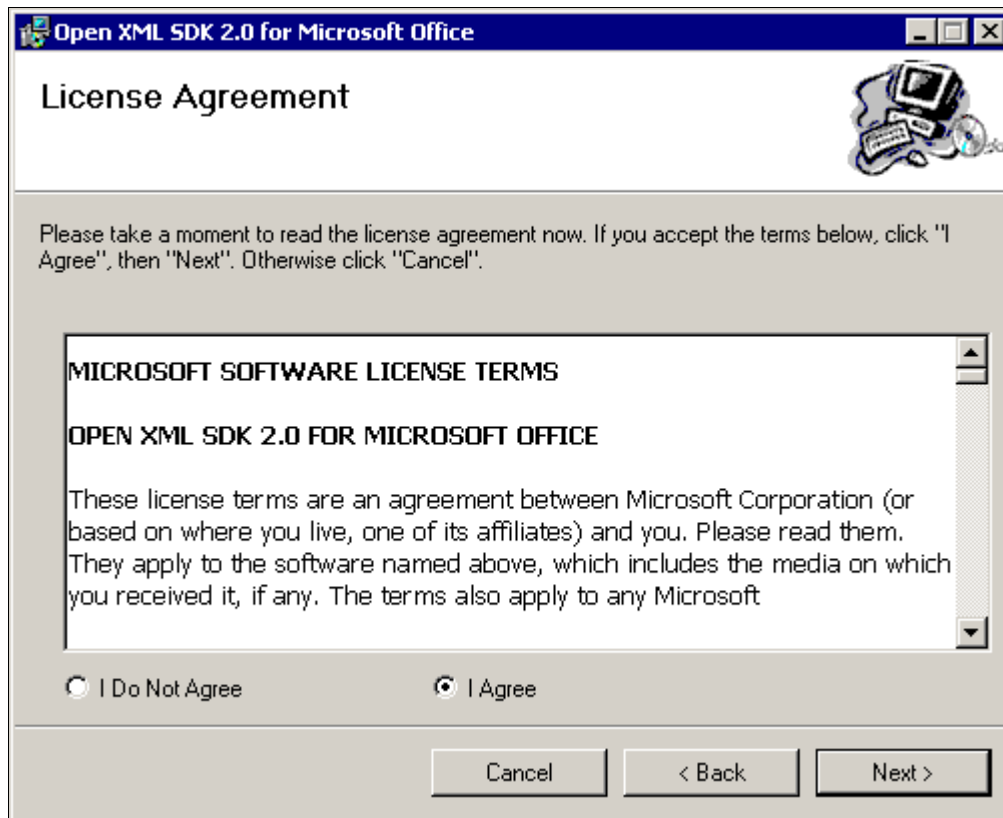 Open XML SDK 2.0 for Microsoft Office
License Agreement
Please take a moment to read the license agreement now. If you accept the terms below, click "I
Agree", then "Next". Otherwise click "Cancel".
MICROSOFT SOFTWARE LICENSE TERMS
OPEN XML SDK 2.0 FOR MICROSOFT OFFICE
These license terms are an agreement between Microsoft Corporation (or
based on where you live, one of its affiliates) and you. Please read them.
They apply to the software named above, which includes the media on which
you received it, if any. The terms also apply to any Microsoft
I Do Not Agree
I Agree
Cancel
< Back
Next >